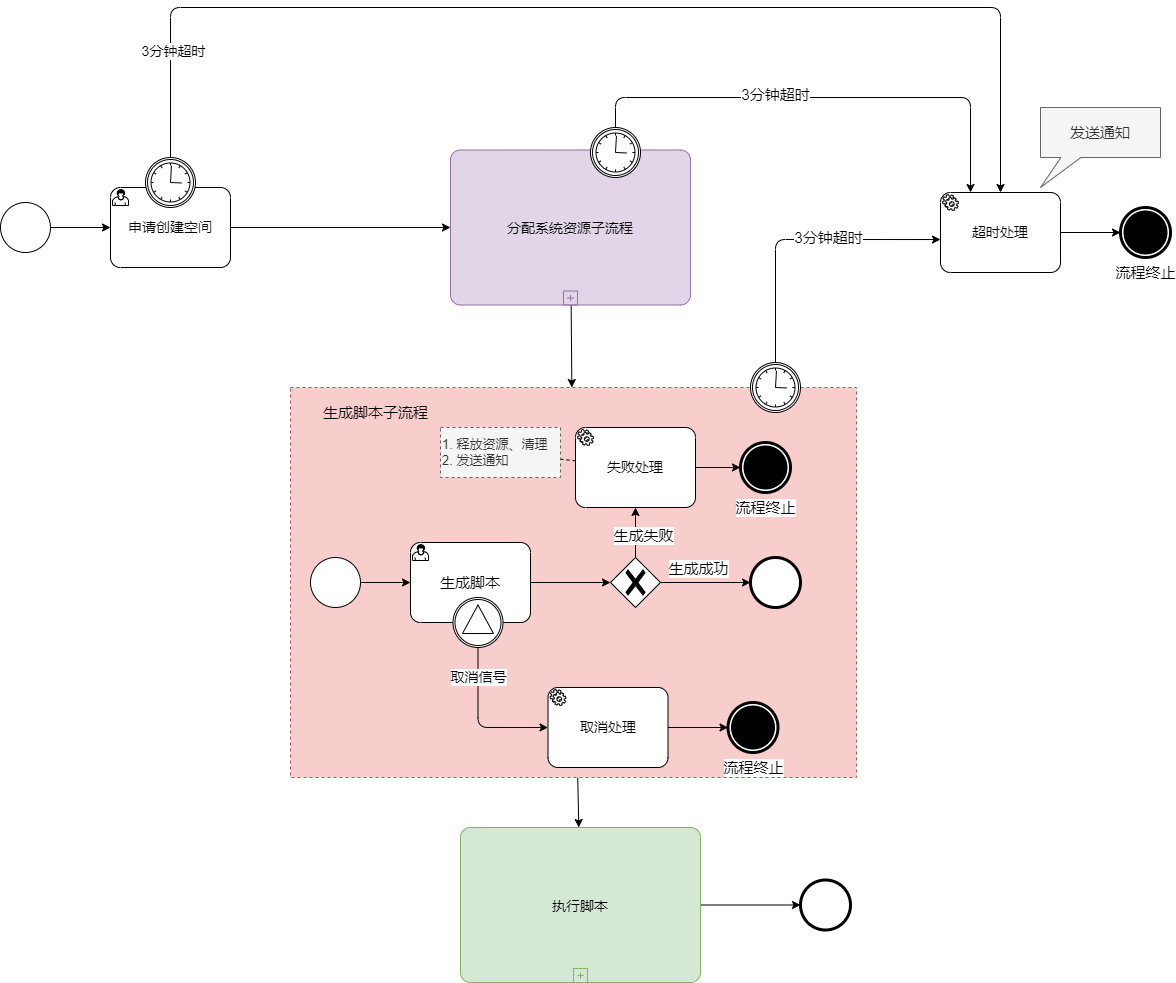 3分钟超时
3分钟超时
发送通知
申请创建空间
分配系统资源子流程
3分钟超时
超时处理
流程终止
生成脚本子流程
1. 释放资源、清理
2. 发送通知
失败处理
流程终止
生成失败
生成脚本
生成成功
取消信号
取消处理
流程终止
执行脚本